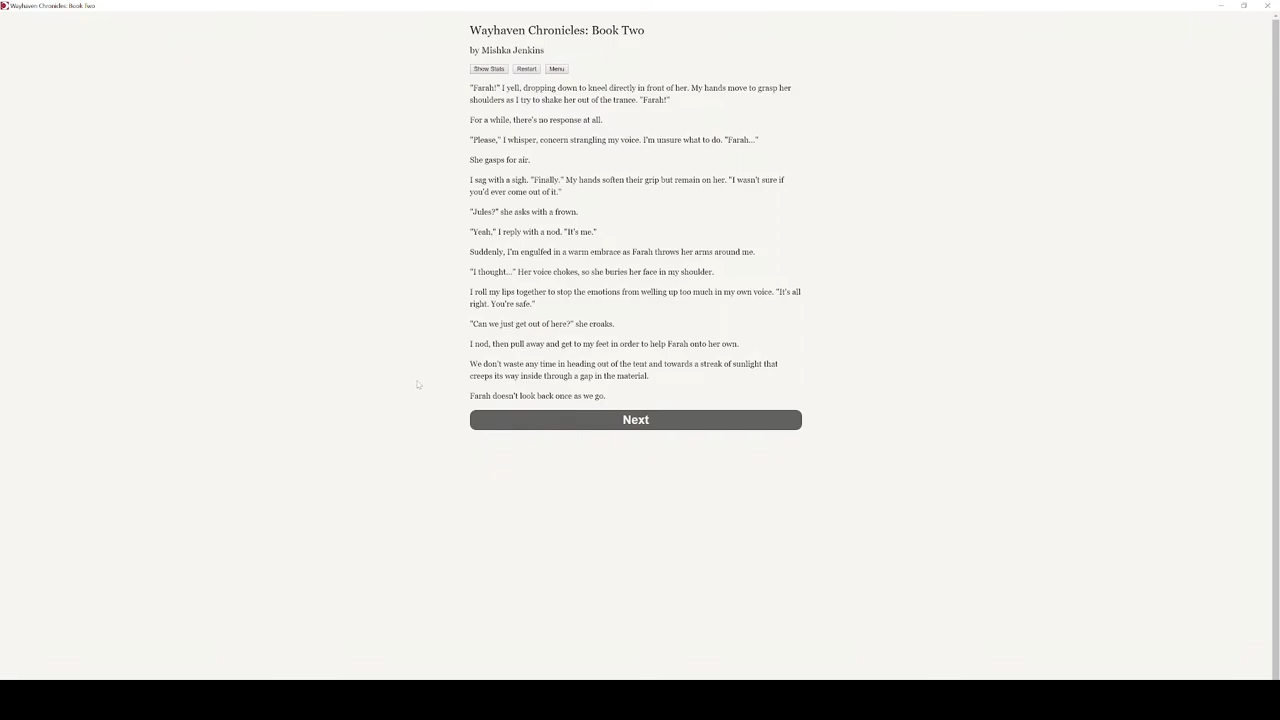 Wayhaven Chronicles: Book Two
Wayhaven Chronicles: Book Two
by Mishka Jenkins
Show Stats Restart Menu
"Farah!" I yell, dropping down to kneel directly in front of her. My hands move to grasp her
shoulders as I try to shake her out of the trance. "Farah!"
For a while, there's no response at all.
"Please," I whisper, concern strangling my voice. I'm unsure what to do. "Farah..."
She gasps for air.
I sag with a sigh. "Finally." My hands soften their grip but remain on her. "I wasn't sure if
you'd ever come out of it."
"Jules?" she asks with a frown.
"Yeah," I reply with a nod. "It's me."
Suddenly, I'm engulfed in a warm embrace as Farah throws her arms around me.
"I thought..." Her voice chokes, so she buries her face in my shoulder.
I roll my lips together to stop the emotions from welling up too much in my own voice. "It's all
right. You're safe."
"Can we just get out of here?" she croaks.
I nod, then pull away and get to my feet in order to help Farah onto her own.
We don't waste any time in heading out of the tent and towards a streak of sunlight that
creeps its way inside through a gap in the material.
Farah doesn't look back once as we go.
Next